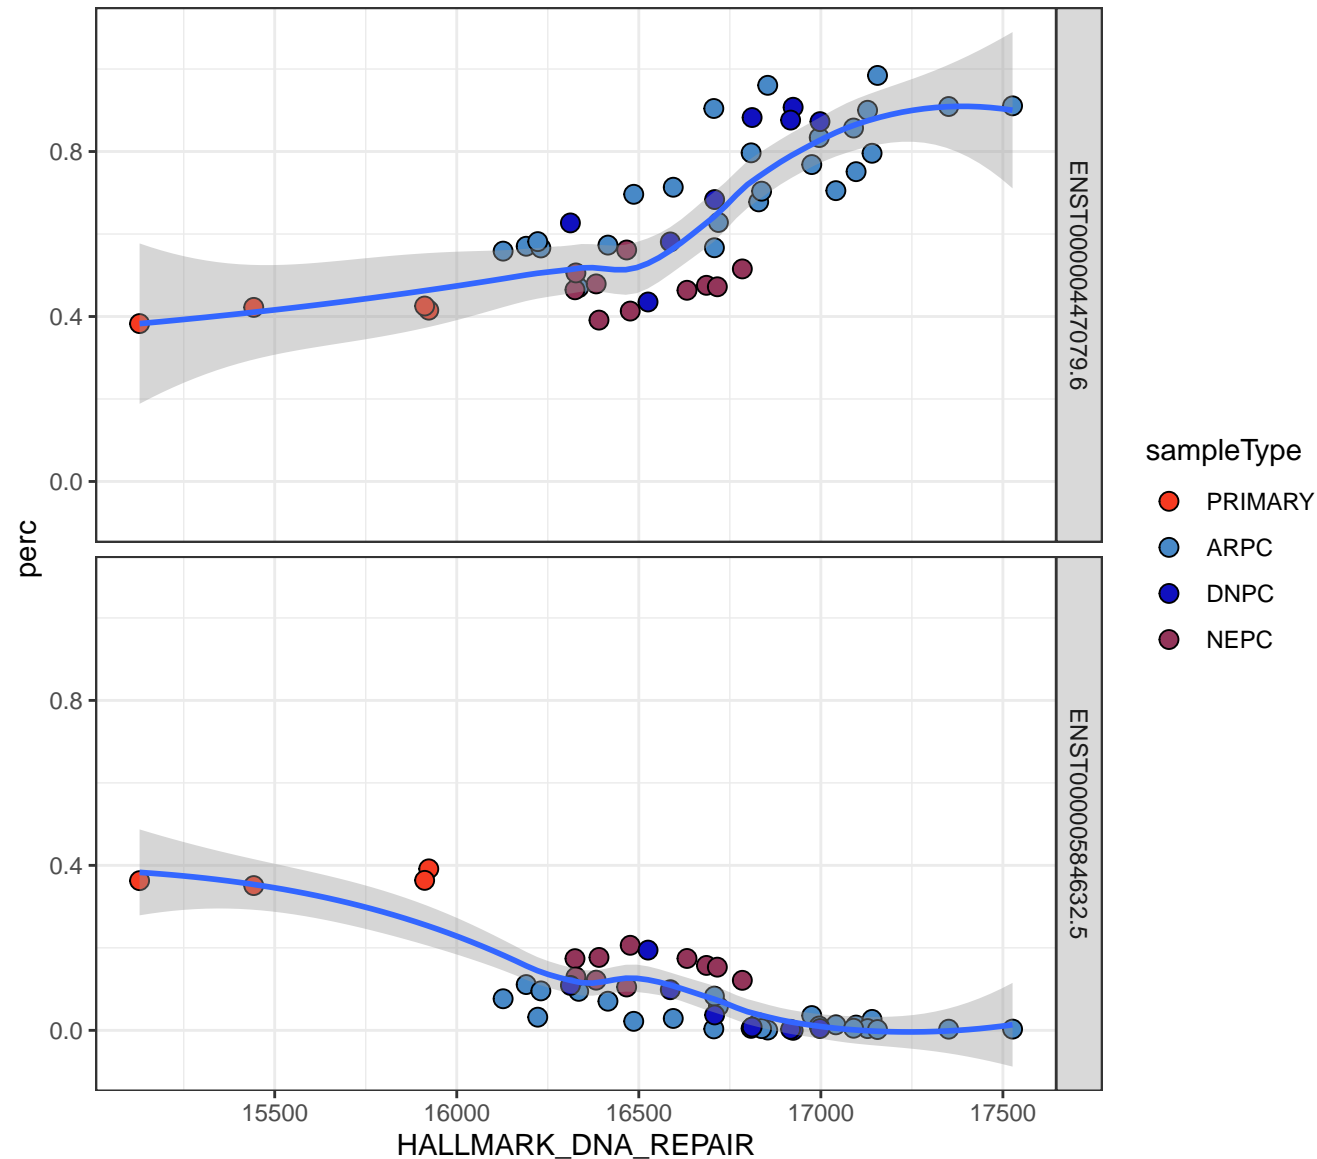 0.8
0.4
0.0
ENST00000447079.6
perc
0.8
0.4
0.0
ENST00000584632.5
15500 16000 16500 17000 17500
HALLMARK_DNA_REPAIR
sampleType
PRIMARY
ARPC
DNPC
NEPC